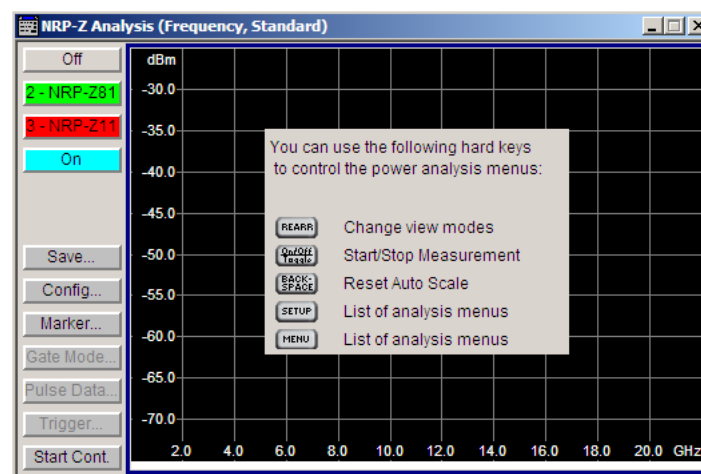 NRP-Z Analysis (Frequency, Standard)
Off
2 - NRP-Z81
3 - NRP-Z11
On
Save...
Config...
Marker...
Gate Mode...
Pulse Data...
Trigger...
Start Cont.
dBm
-30.0
-35.0
-40.0
-45.0
-50.0
-55.0
-60.0
-65.0
-70.0
You can use the following hard keys
to control the power analysis menus:
REARR Change view modes
On/Off Toggle Start/Stop Measurement
BACK-SPACE Reset Auto Scale
SETUP List of analysis menus
MENU List of analysis menus
2.0 4.0 6.0 8.0 10.0 12.0 14.0 16.0 18.0 20.0 GHz